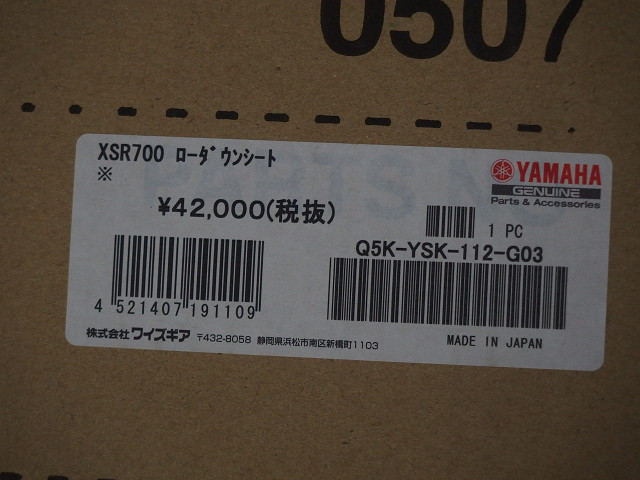 0507
XSR700 ローダウンシート
※
YAMAHA
GENUINE
Parts & Accessories
¥42,000(税抜)
1 PC
Q5K-YSK-112-G03
4 521407 191109
株式会社ワイズギア 〒432-8058 静岡県浜松市南区新橋町1103
MADE IN JAPAN